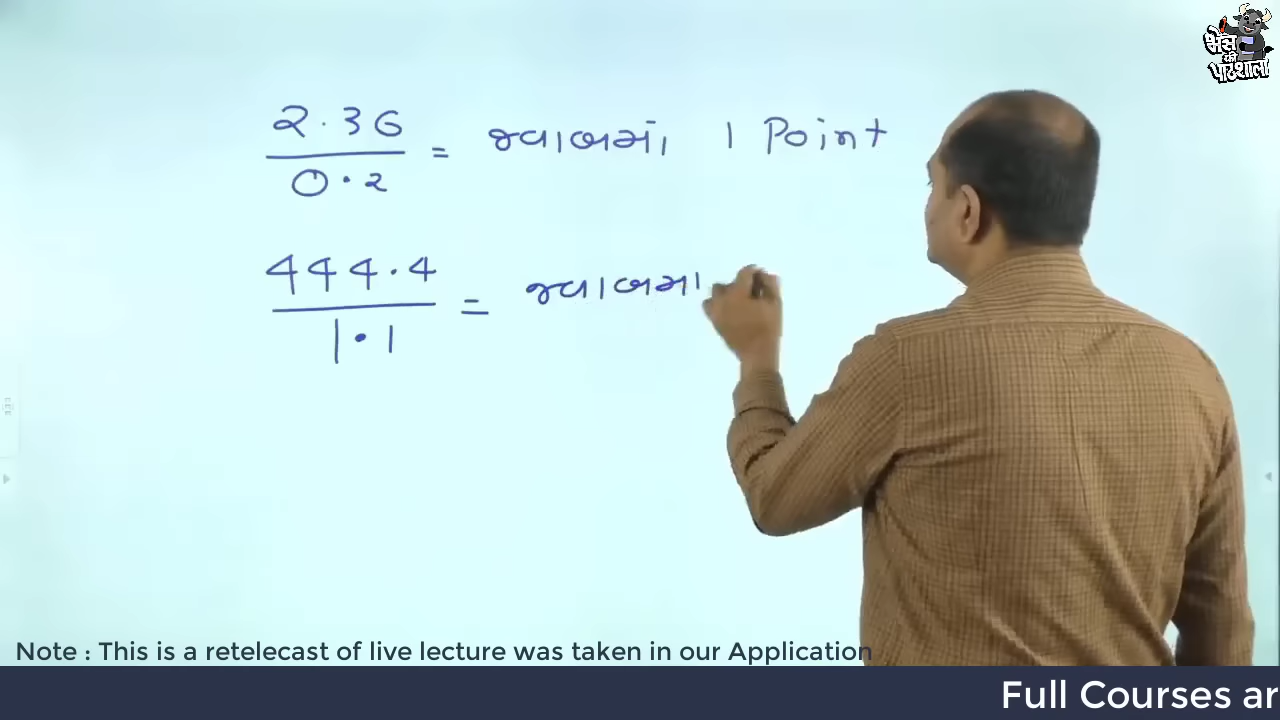 भैंस की पाठशाला
2.36
0.2
= જવાબમાં 1 Point
444.4
1.1
= જવાબમા
Note : This is a retelecast of live lecture was taken in our Application
Full Courses ar